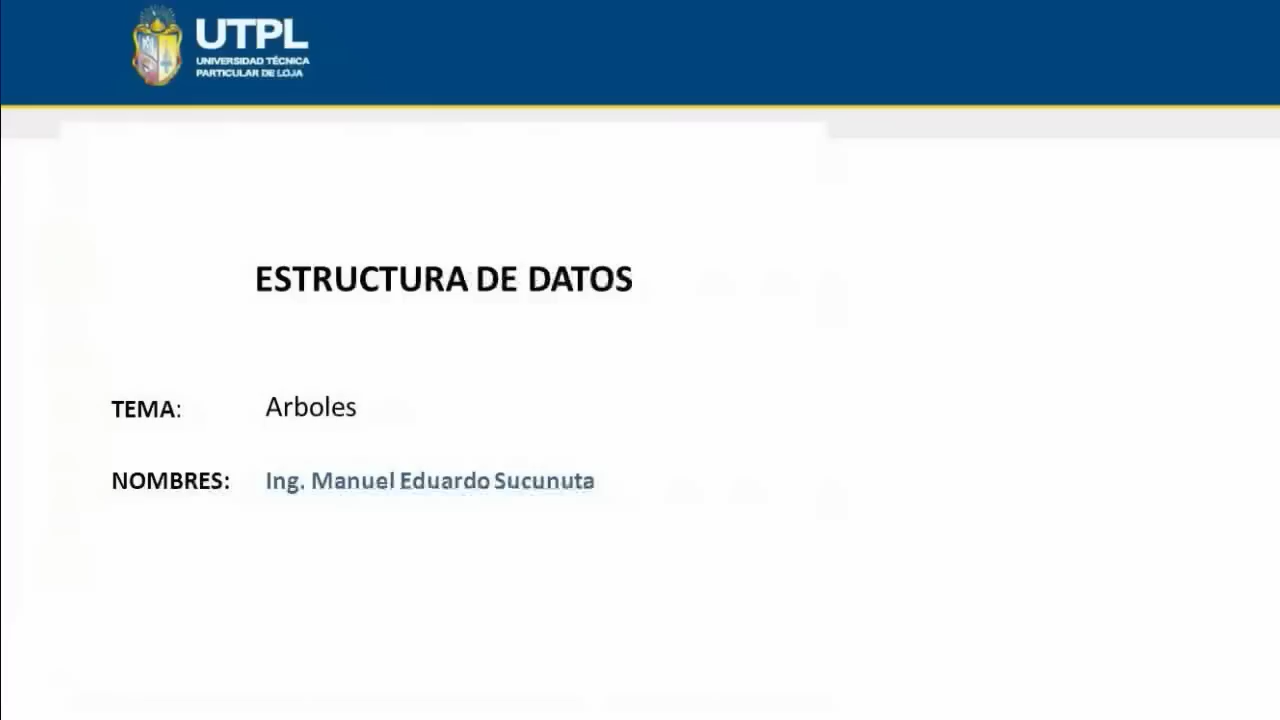 UTPL
UNIVERSIDAD TÉCNICA
PARTICULAR DE LOJA
ESTRUCTURA DE DATOS
TEMA: Arboles
NOMBRES: Ing. Manuel Eduardo Sucunuta